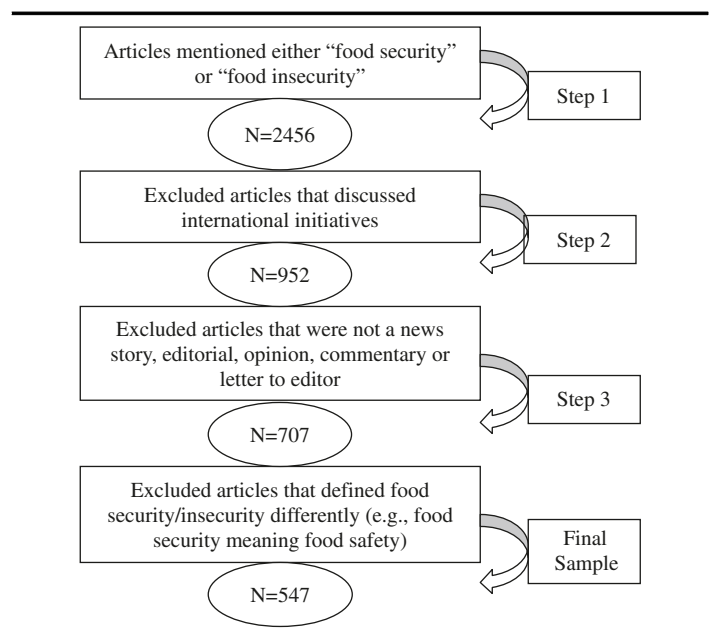 Articles mentioned either “food security”
or “food insecurity”
Step 1
N=2456
Excluded articles that discussed
international initiatives
Step 2
N=952
Excluded articles that were not a news
story, editorial, opinion, commentary or
letter to editor
Step 3
N=707
Excluded articles that defined food
security/insecurity differently (e.g., food
security meaning food safety)
Final
Sample
N=547